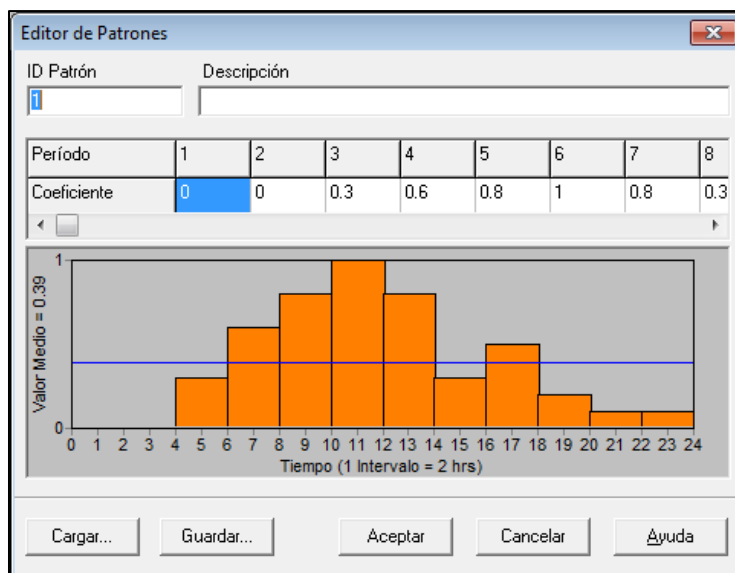 Editor de Patrones
ID Patrón Descripción
1
Período 1 2 3 4 5 6 7 8
Coeficiente 0 0 0.3 0.6 0.8 1 0.8 0.3
Valor Medio = 0.39
1
0
0 1 2 3 4 5 6 7 8 9 10 11 12 13 14 15 16 17 18 19 20 21 22 23 24
Tiempo (1 Intervalo = 2 hrs)
Cargar... Guardar... Aceptar Cancelar Ayuda